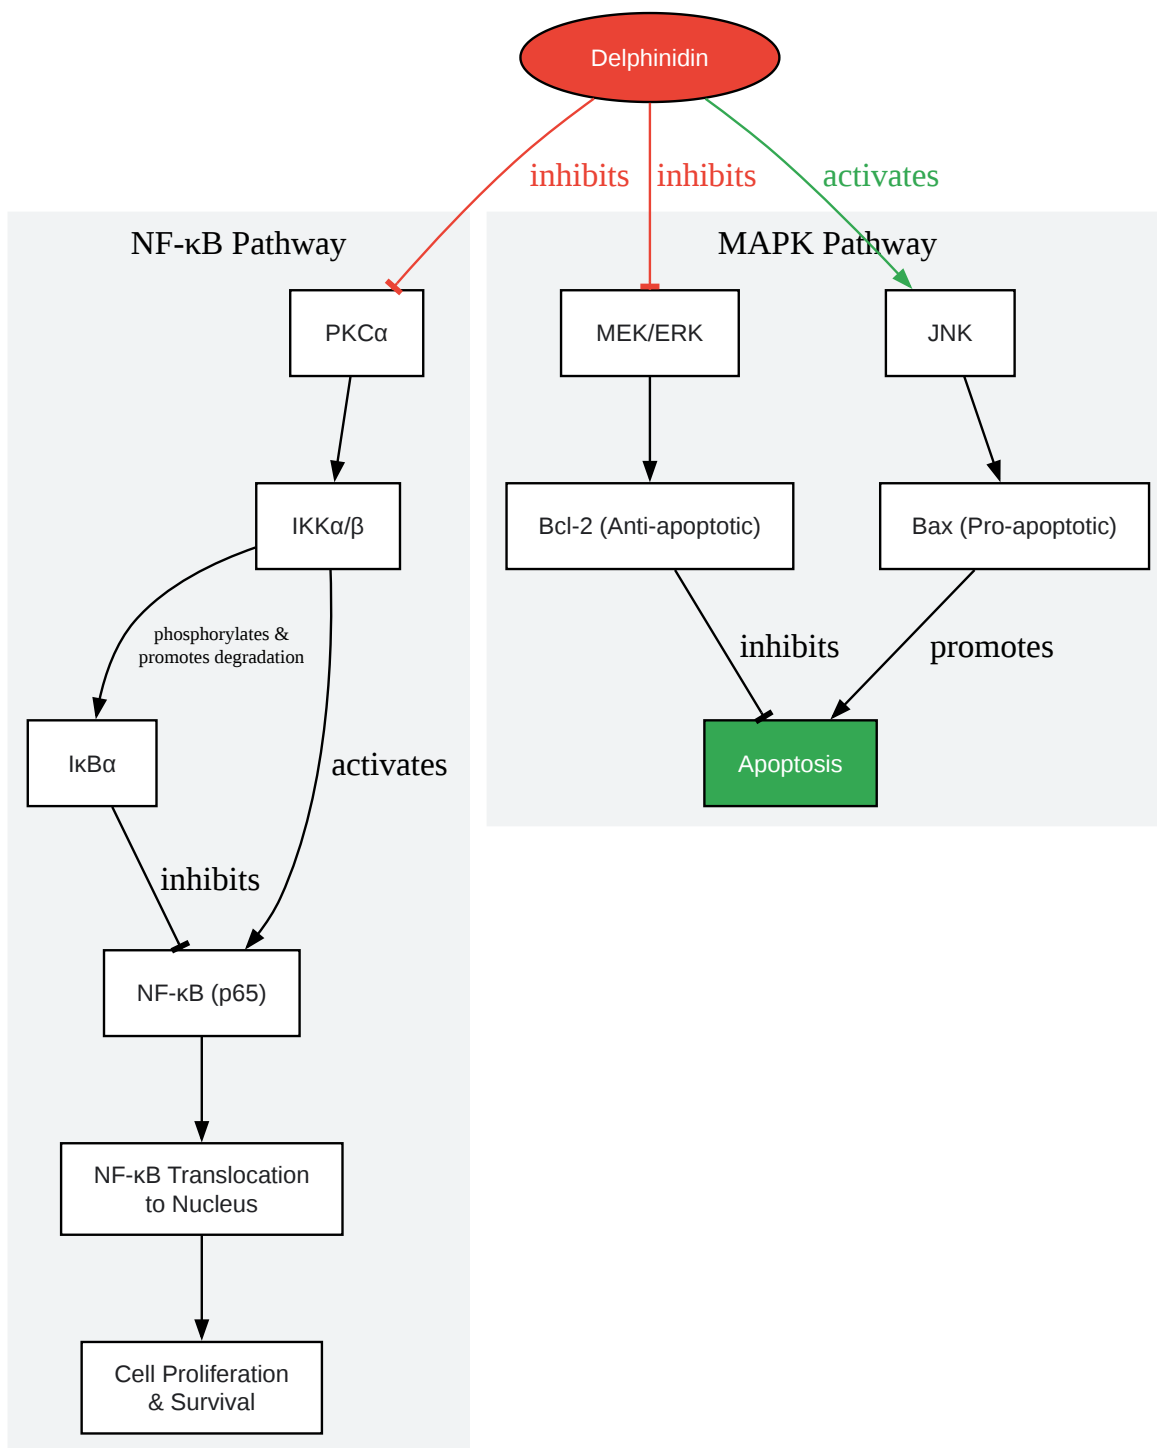 Delphinidin
inhibits
inhibits
activates
NF-κB Pathway
MAPK Pathway
PKCα
MEK/ERK
JNK
IKKα/β
Bcl-2 (Anti-apoptotic)
Bax (Pro-apoptotic)
phosphorylates &
promotes degradation
inhibits
promotes
IκBα
activates
Apoptosis
inhibits
NF-κB (p65)
NF-κB Translocation
to Nucleus
Cell Proliferation
& Survival